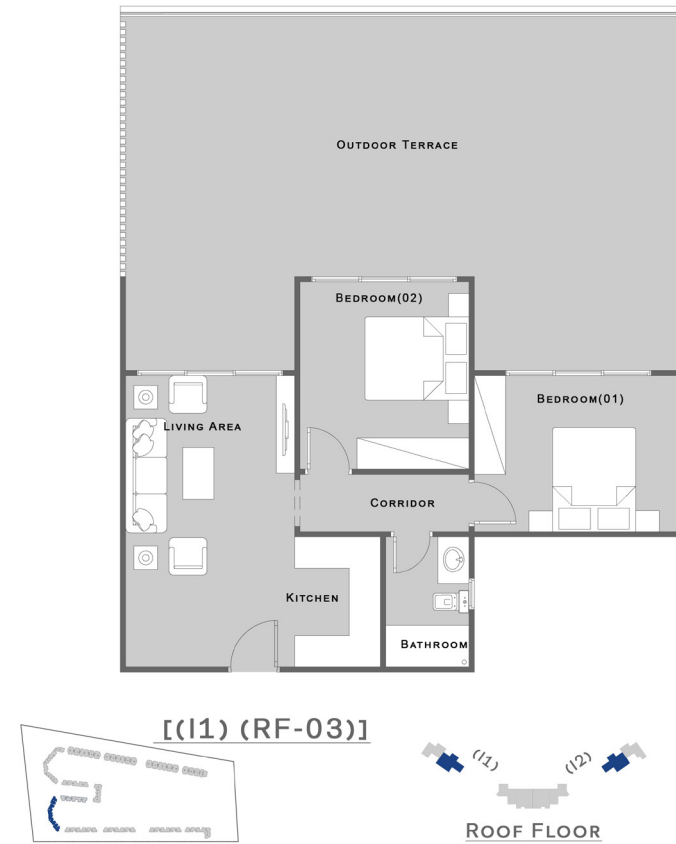 OUTDOOR TERRACE
BEDROOM(02)
BEDROOM(01)
LIVING AREA
CORRIDOR
KITCHEN
BATHROOM
[(I1) (RF-03)]
(I1)
(I2)
ROOF FLOOR